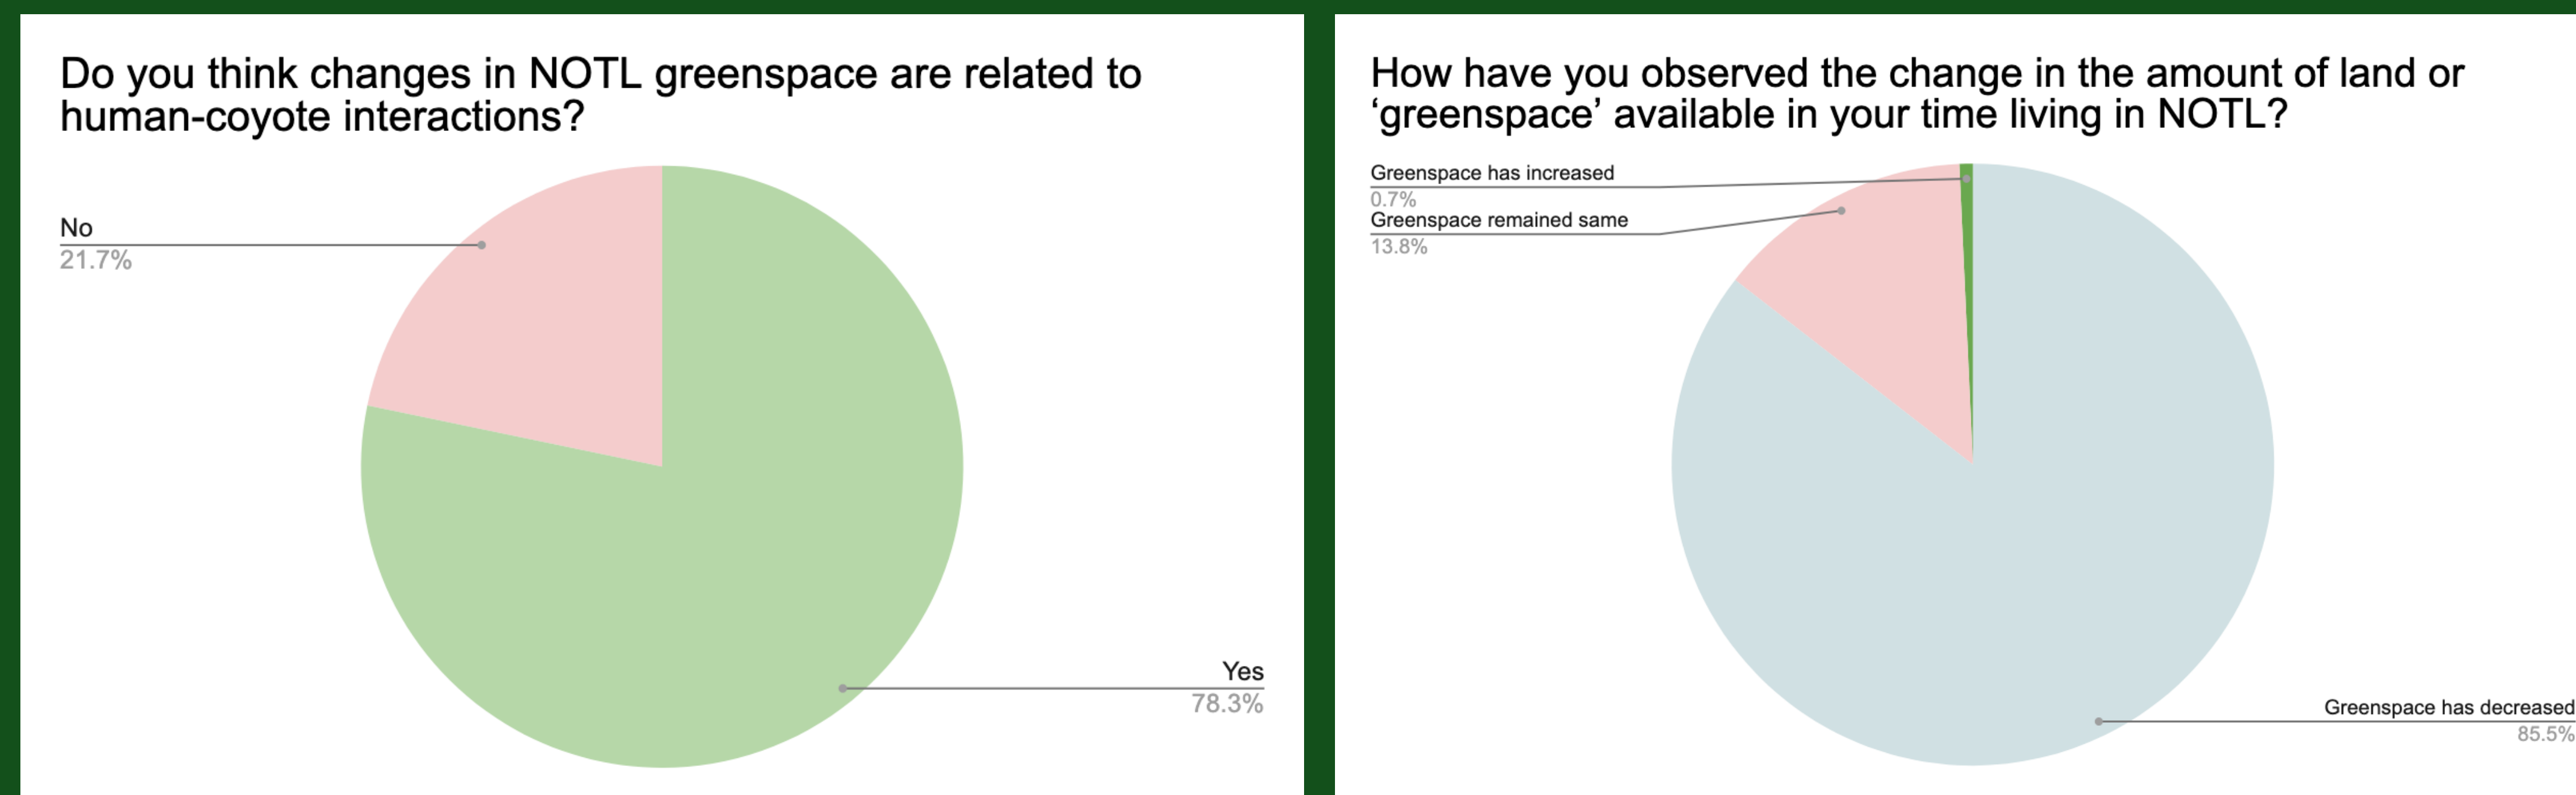 Do you think changes in NOTL greenspace are related to
human-coyote interactions?
No
21.7%
Yes
78.3%
How have you observed the change in the amount of land or
‘greenspace’ available in your time living in NOTL?
Greenspace has increased
0.7%
Greenspace remained same
13.8%
Greenspace has decreased
85.5%